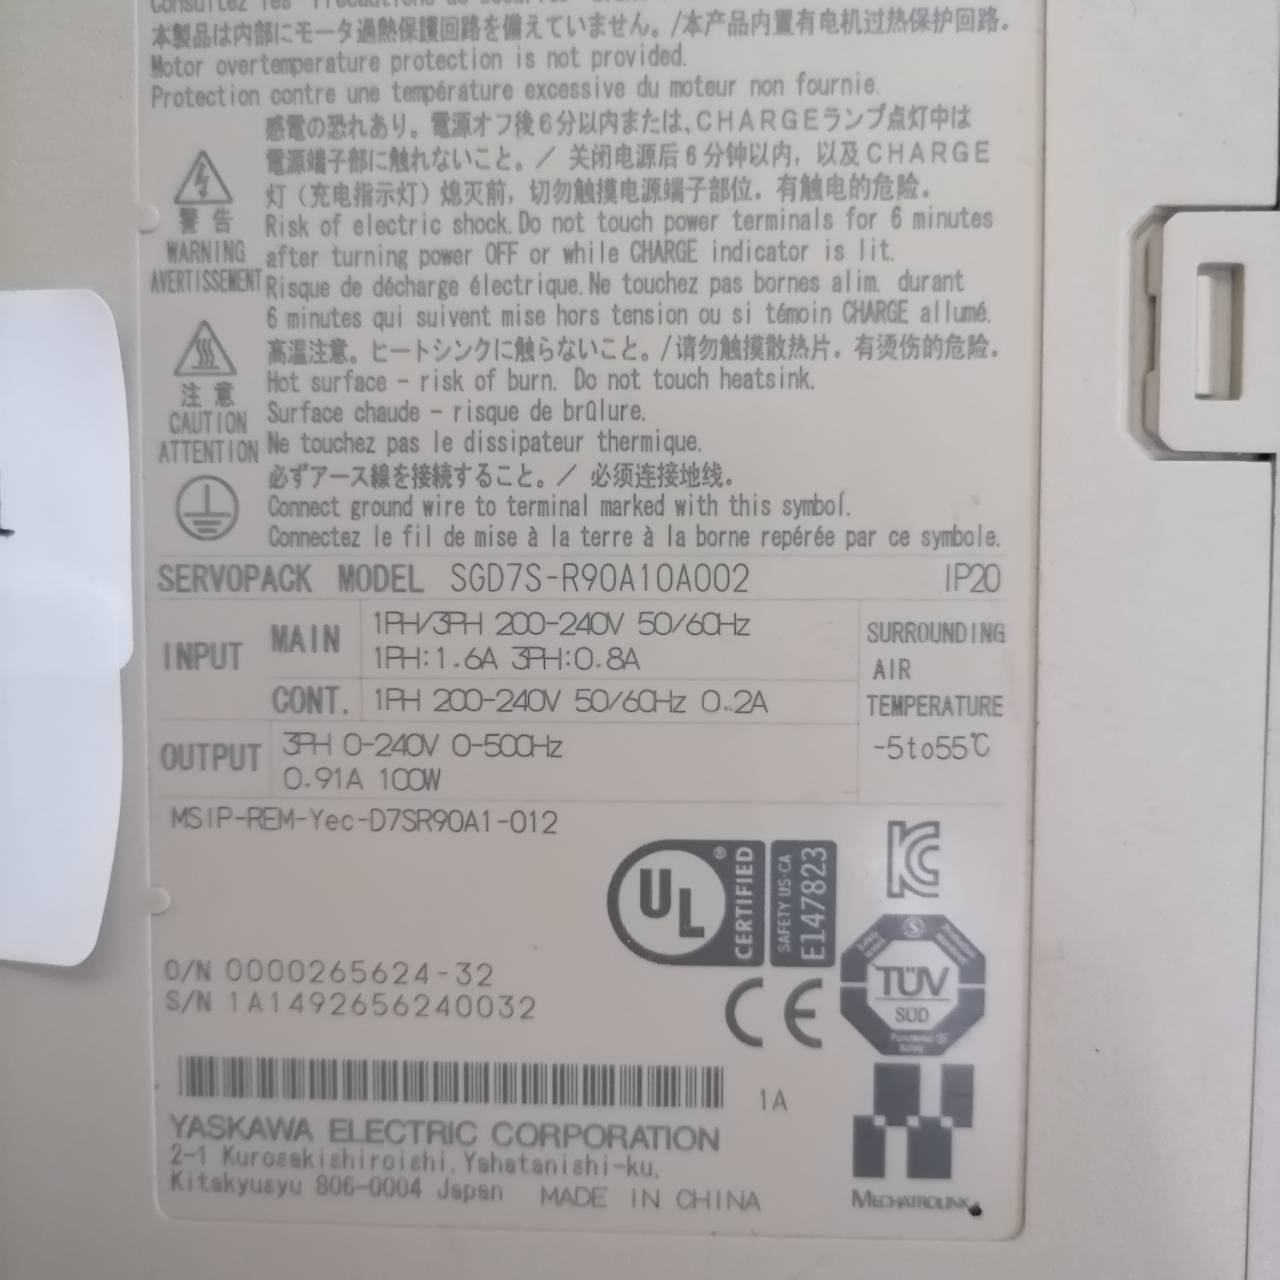 Consultez les "Précautions de sécurité"
本製品は内部にモータ過熱保護回路を備えていません。/本产品内置有电机过热保护回路。
Motor overtemperature protection is not provided.
Protection contre une température excessive du moteur non fournie.
感電の恐れあり。電源オフ後6分以内または、CHARGEランプ点灯中は
電源端子部に触れないこと。/ 关闭电源后6分钟以内，以及CHARGE
灯（充电指示灯）熄灭前，切勿触摸电源端子部位。有触电的危险。
警告
WARNING
AVERTISSEMENT
Risk of electric shock. Do not touch power terminals for 6 minutes
after turning power OFF or while CHARGE indicator is lit.
Risque de décharge électrique. Ne touchez pas bornes alim. durant
6 minutes qui suivent mise hors tension ou si témoin CHARGE allumé.
高温注意。ヒートシンクに触らないこと。/请勿触摸散热片。有烫伤的危险。
注意
CAUTION
ATTENTION
Hot surface - risk of burn. Do not touch heatsink.
Surface chaude - risque de brûlure.
Ne touchez pas le dissipateur thermique.
必ずアース線を接続すること。/ 必须连接地线。
Connect ground wire to terminal marked with this symbol.
Connectez le fil de mise à la terre à la borne repérée par ce symbole.
SERVOPACK MODEL SGD7S-R90A10A002 IP20
INPUT
MAIN
1PH/3PH 200-240V 50/60Hz
1PH:1.6A 3PH:0.8A
CONT. 1PH 200-240V 50/60Hz 0.2A
SURROUNDING
AIR
TEMPERATURE
-5to55℃
OUTPUT
3PH 0-240V 0-500Hz
0.91A 100W
MSIP-REM-Yec-D7SR90A1-012
UL ® CERTIFIED
SAFETY US-CA
E147823
KC
TÜV
SÜD
O/N 0000265624-32
S/N 1A1492656240032
CE
1A
YASKAWA ELECTRIC CORPORATION
2-1 Kurosakishiroishi, Yahatanishi-ku,
Kitakyusyu 806-0004 Japan MADE IN CHINA
MECHATROLINK